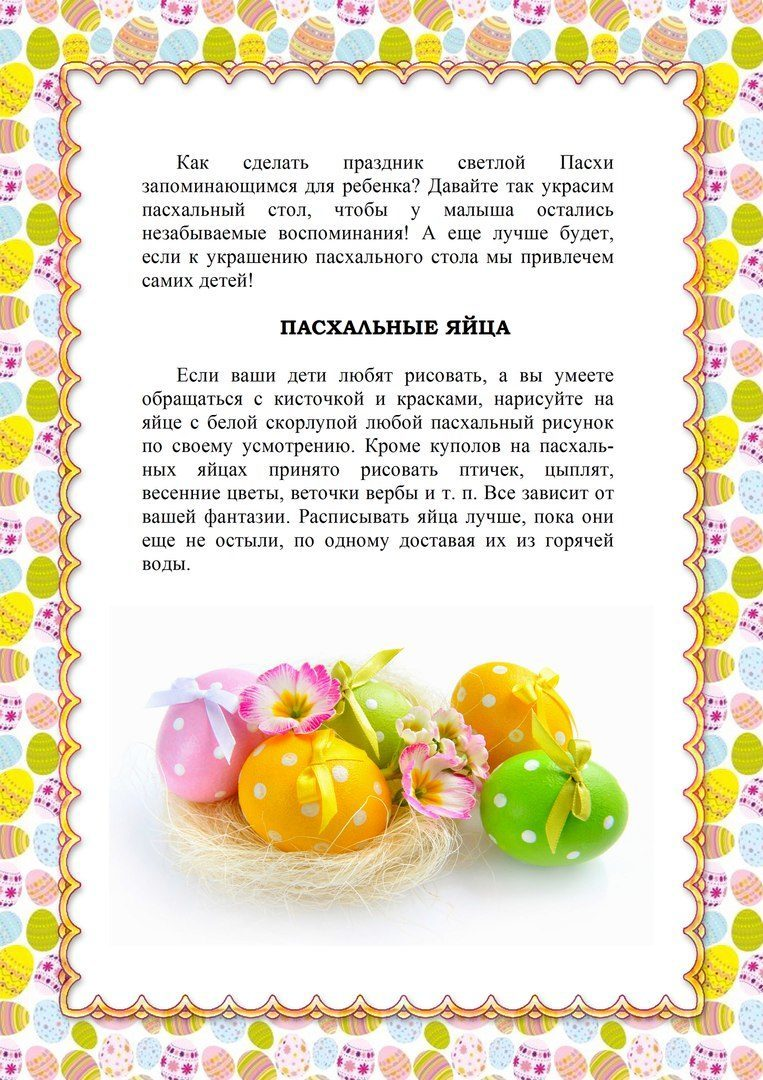 Как сделать праздник светлой Пасхи
запоминающимся для ребенка? Давайте так украсим
пасхальный стол, чтобы у малыша остались
незабываемые воспоминания! А еще лучше будет,
если к украшению пасхального стола мы привлечем
самих детей!
ПАСХАЛЬНЫЕ ЯЙЦА
Если ваши дети любят рисовать, а вы умеете
обращаться с кисточкой и красками, нарисуйте на
яйце с белой скорлупой любой пасхальный рисунок
по своему усмотрению. Кроме куполов на пасхаль-
ных яйцах принято рисовать птичек, цыплят,
весенние цветы, веточки вербы и т. п. Все зависит от
вашей фантазии. Расписывать яйца лучше, пока они
еще не остыли, по одному доставая их из горячей
воды.